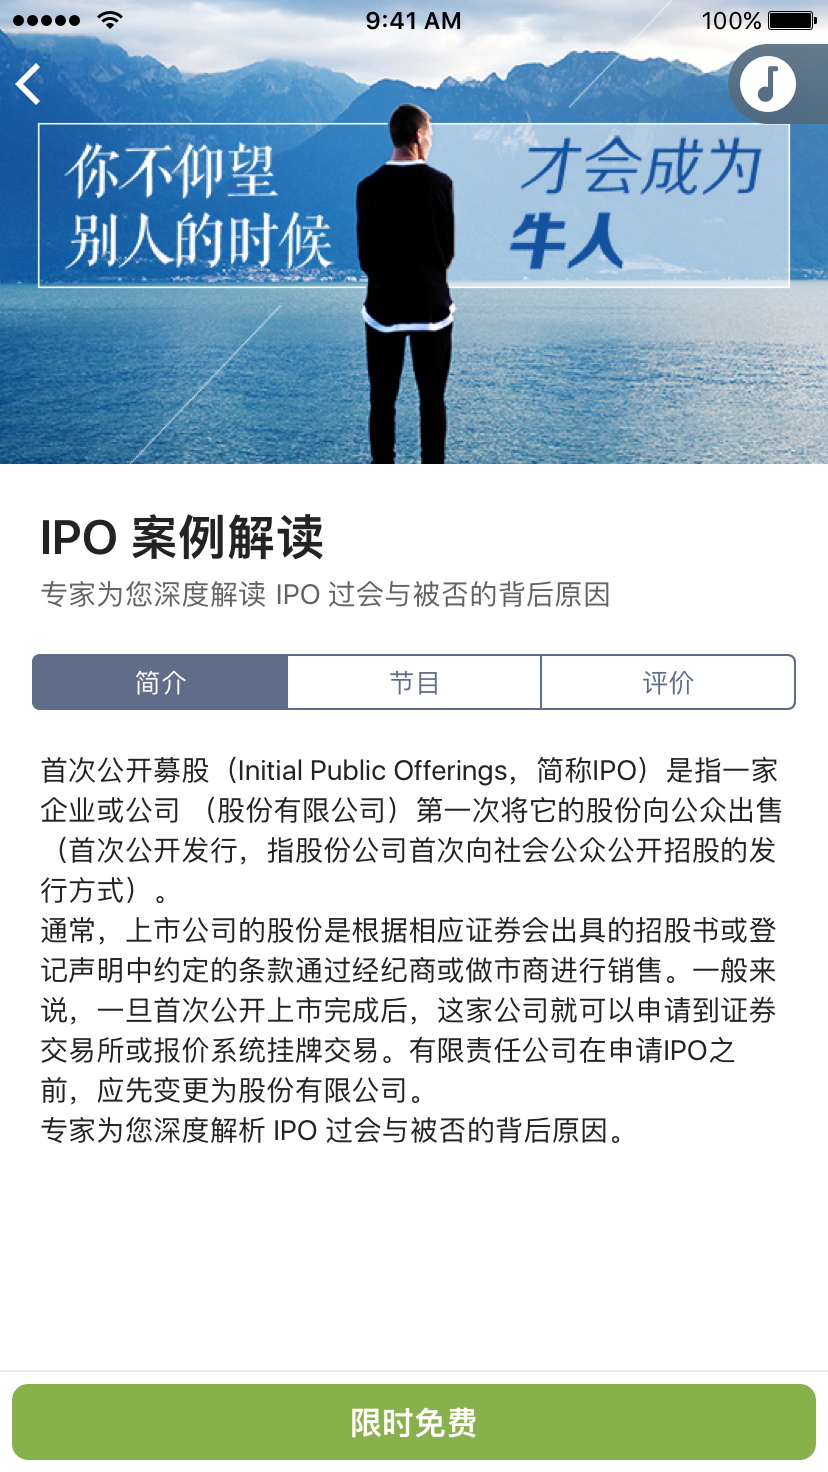 9:41 AM
100%
你不仰望
别人的时候
才会成为
牛人
IPO 案例解读
专家为您深度解读 IPO 过会与被否的背后原因
简介
节目
评价
首次公开募股（Initial Public Offerings，简称IPO）是指一家
企业或公司 （股份有限公司）第一次将它的股份向公众出售
（首次公开发行，指股份公司首次向社会公众公开招股的发
行方式）。
通常，上市公司的股份是根据相应证券会出具的招股书或登
记声明中约定的条款通过经纪商或做市商进行销售。一般来
说，一旦首次公开上市完成后，这家公司就可以申请到证券
交易所或报价系统挂牌交易。有限责任公司在申请IPO之
前，应先变更为股份有限公司。
专家为您深度解析 IPO 过会与被否的背后原因。
限时免费